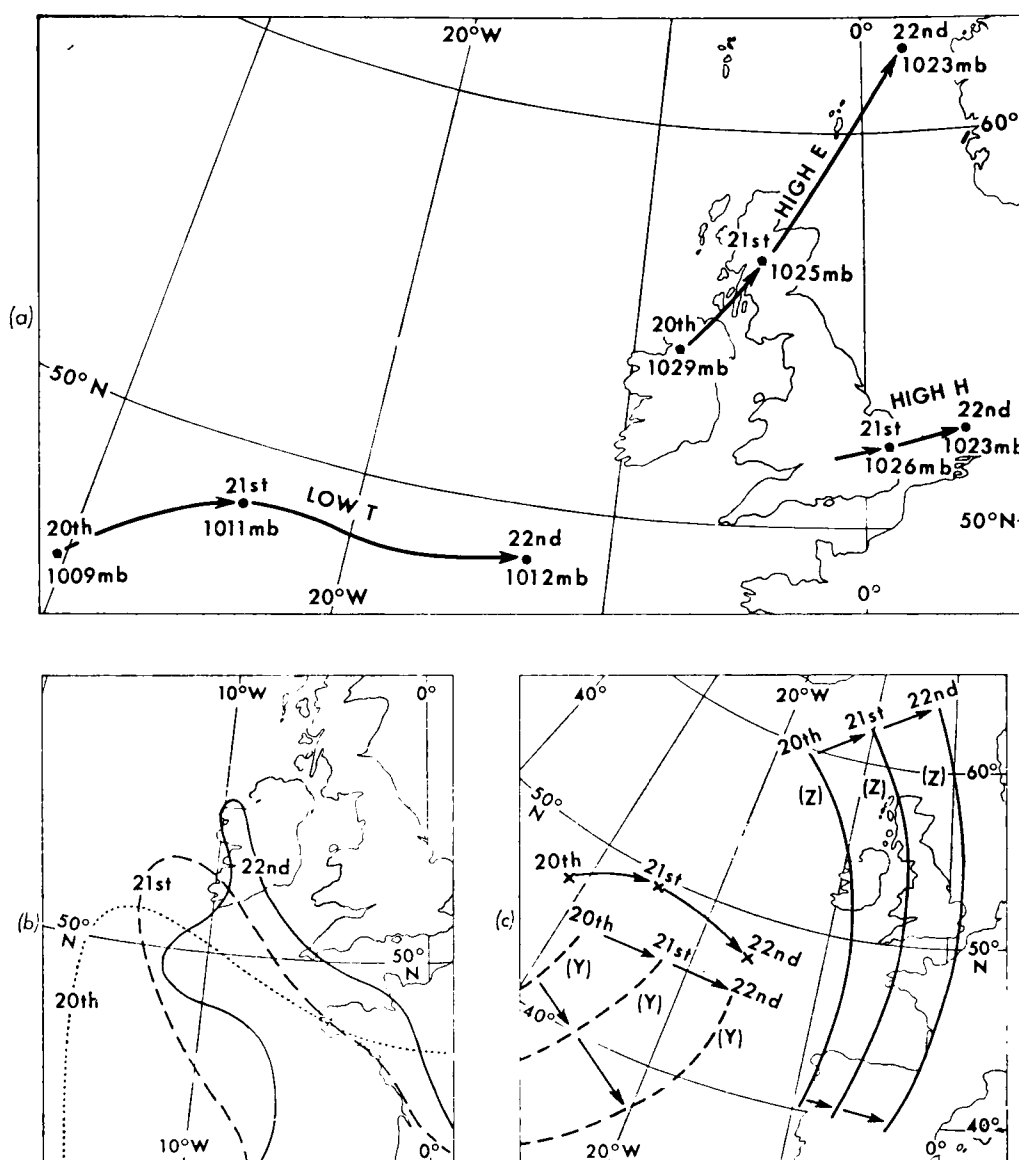 20°W
0°
22nd
1023mb
60°
HIGH E
21st
1025mb
20th
1029mb
(a)
50°N
HIGH H
22nd
21st
1023mb
1026mb
21st
LOW T
1011mb
50°N
20th
22nd
1009mb
1012mb
20°W
0°
10°W
0°
22nd
21st
(b)
50°
N
50°
N
20th
10°W
0°
40°
20°W
22nd
21st
20th
(Z)
(Z)
(Z)
60°
50°
N
20th
21st
(c)
20th
21st
22nd
50°
N
(Y)
22nd
40°
(Y)
(Y)
40°
20°W
0°